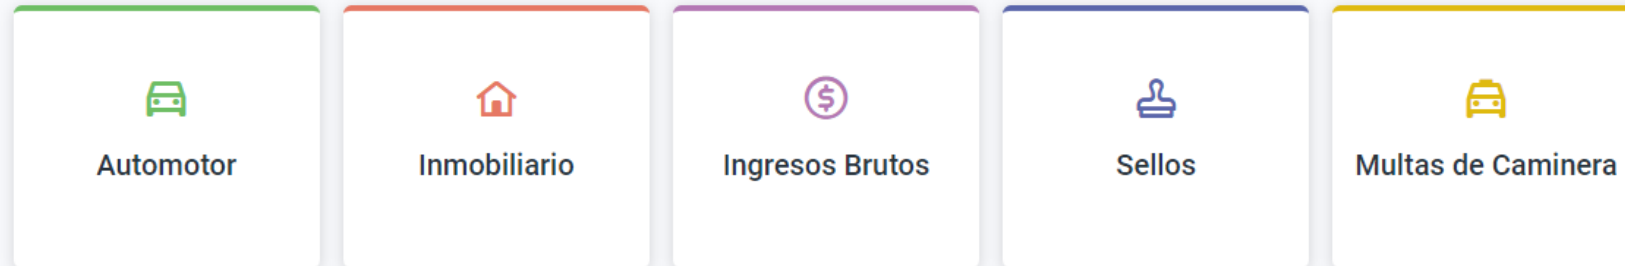 Automotor
Inmobiliario
Ingresos Brutos
Sellos
Multas de Caminera